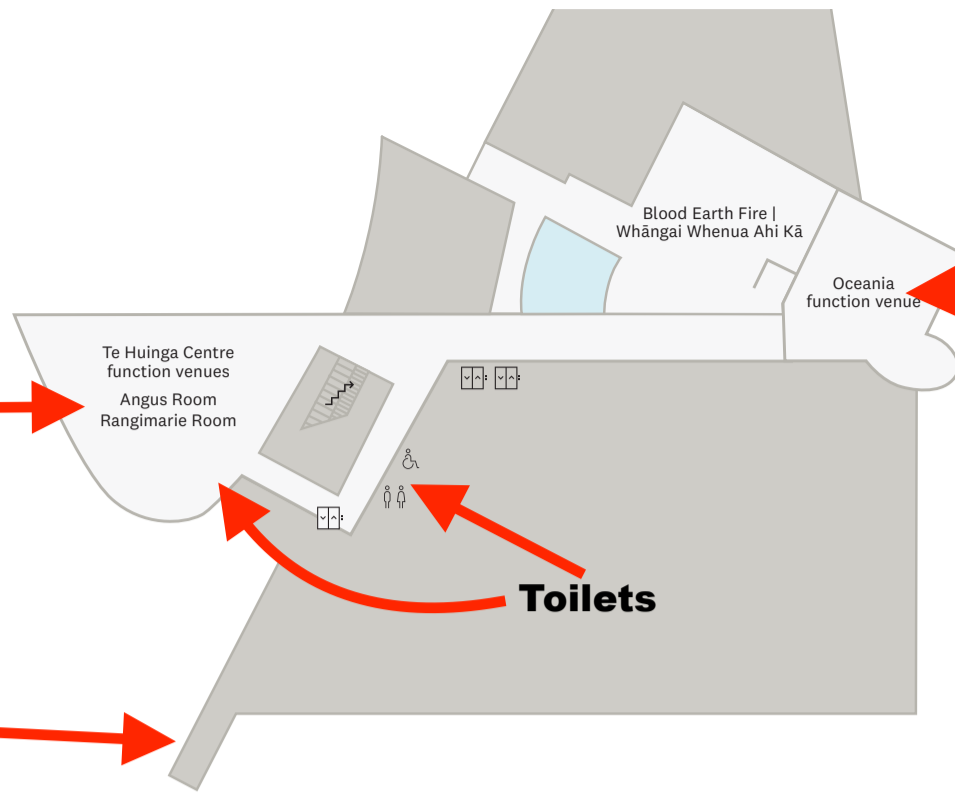 Blood Earth Fire |
Whāngai Whenua Ahi Kā
Oceania
function venue
Te Huinga Centre
function venues
Angus Room
Rangimarie Room
Toilets